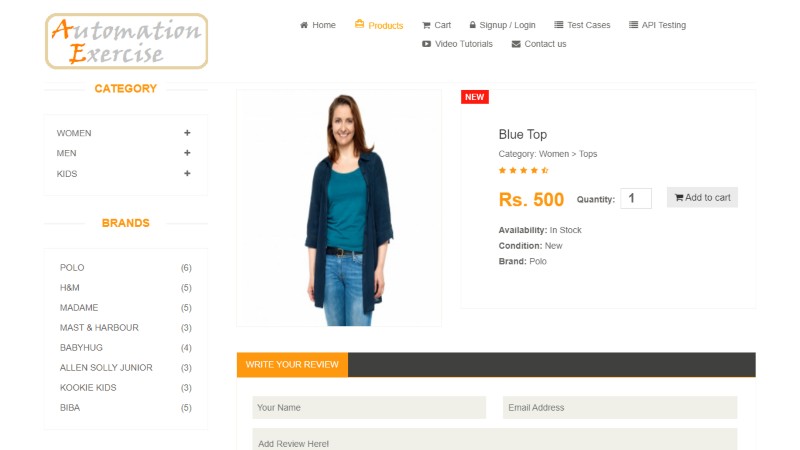 Automation
Exercise
Home
Products
Cart
Signup / Login
Test Cases
API Testing
Video Tutorials
Contact us
CATEGORY
WOMEN +
MEN +
KIDS +
BRANDS
POLO (6)
H&M (5)
MADAME (5)
MAST & HARBOUR (3)
BABYHUG (4)
ALLEN SOLLY JUNIOR (3)
KOOKIE KIDS (3)
BIBA (5)
NEW
Blue Top
Category: Women > Tops
Rs. 500 Quantity: 1 Add to cart
Availability: In Stock
Condition: New
Brand: Polo
WRITE YOUR REVIEW
Your Name
Email Address
Add Review Here!